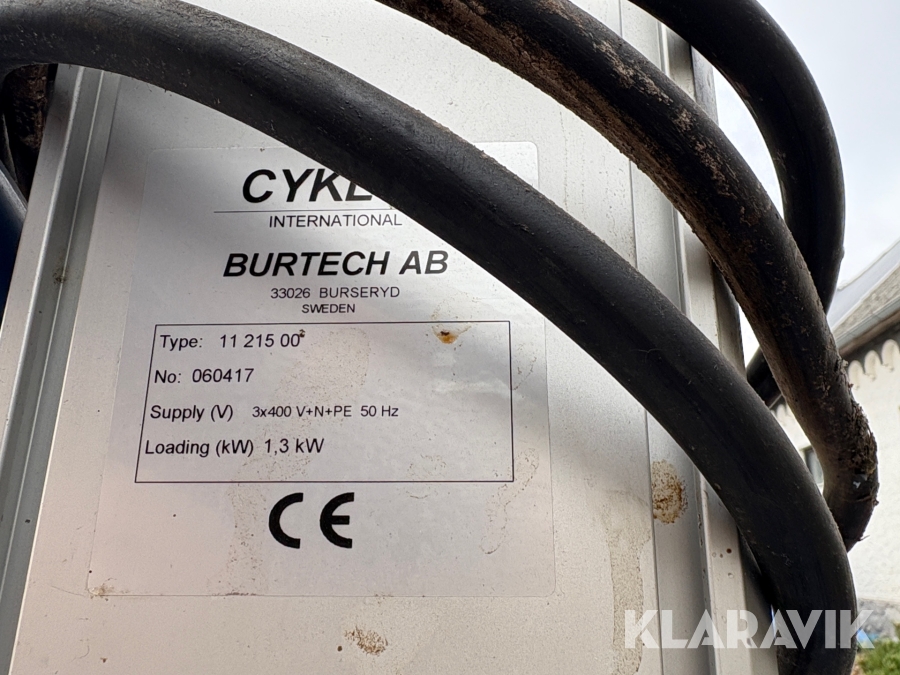 INTERNATIONAL
BURTECH AB
33026 BURSERYD
SWEDEN
Type: 11 215 00
No: 060417
Supply (V) 3x400 V+N+PE 50 Hz
Loading (kW) 1,3 kW
CE
KLARAVIK